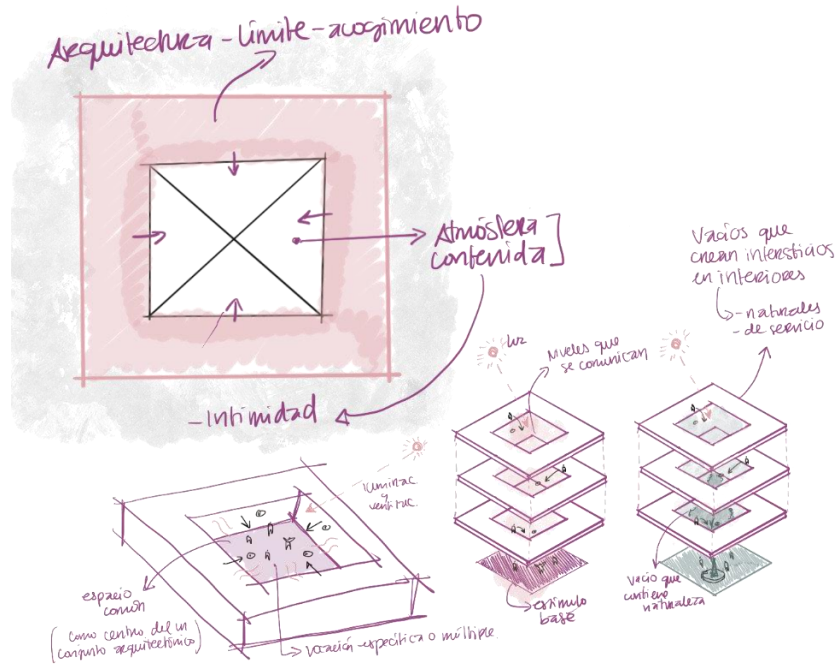 Arquitectura - límite - acogimiento
Atmósfera
contenida
- Intimidad
Vacíos que
crean intersticios
en interiores
- naturales
- de servicio
luz
Niveles que
se comunican
iluminac.
y
ventilac.
espacio
común
(como centro de un
conjunto arquitectónico)
vocación específica o múltiple
estímulo
base
vacío que
contiene
naturaleza